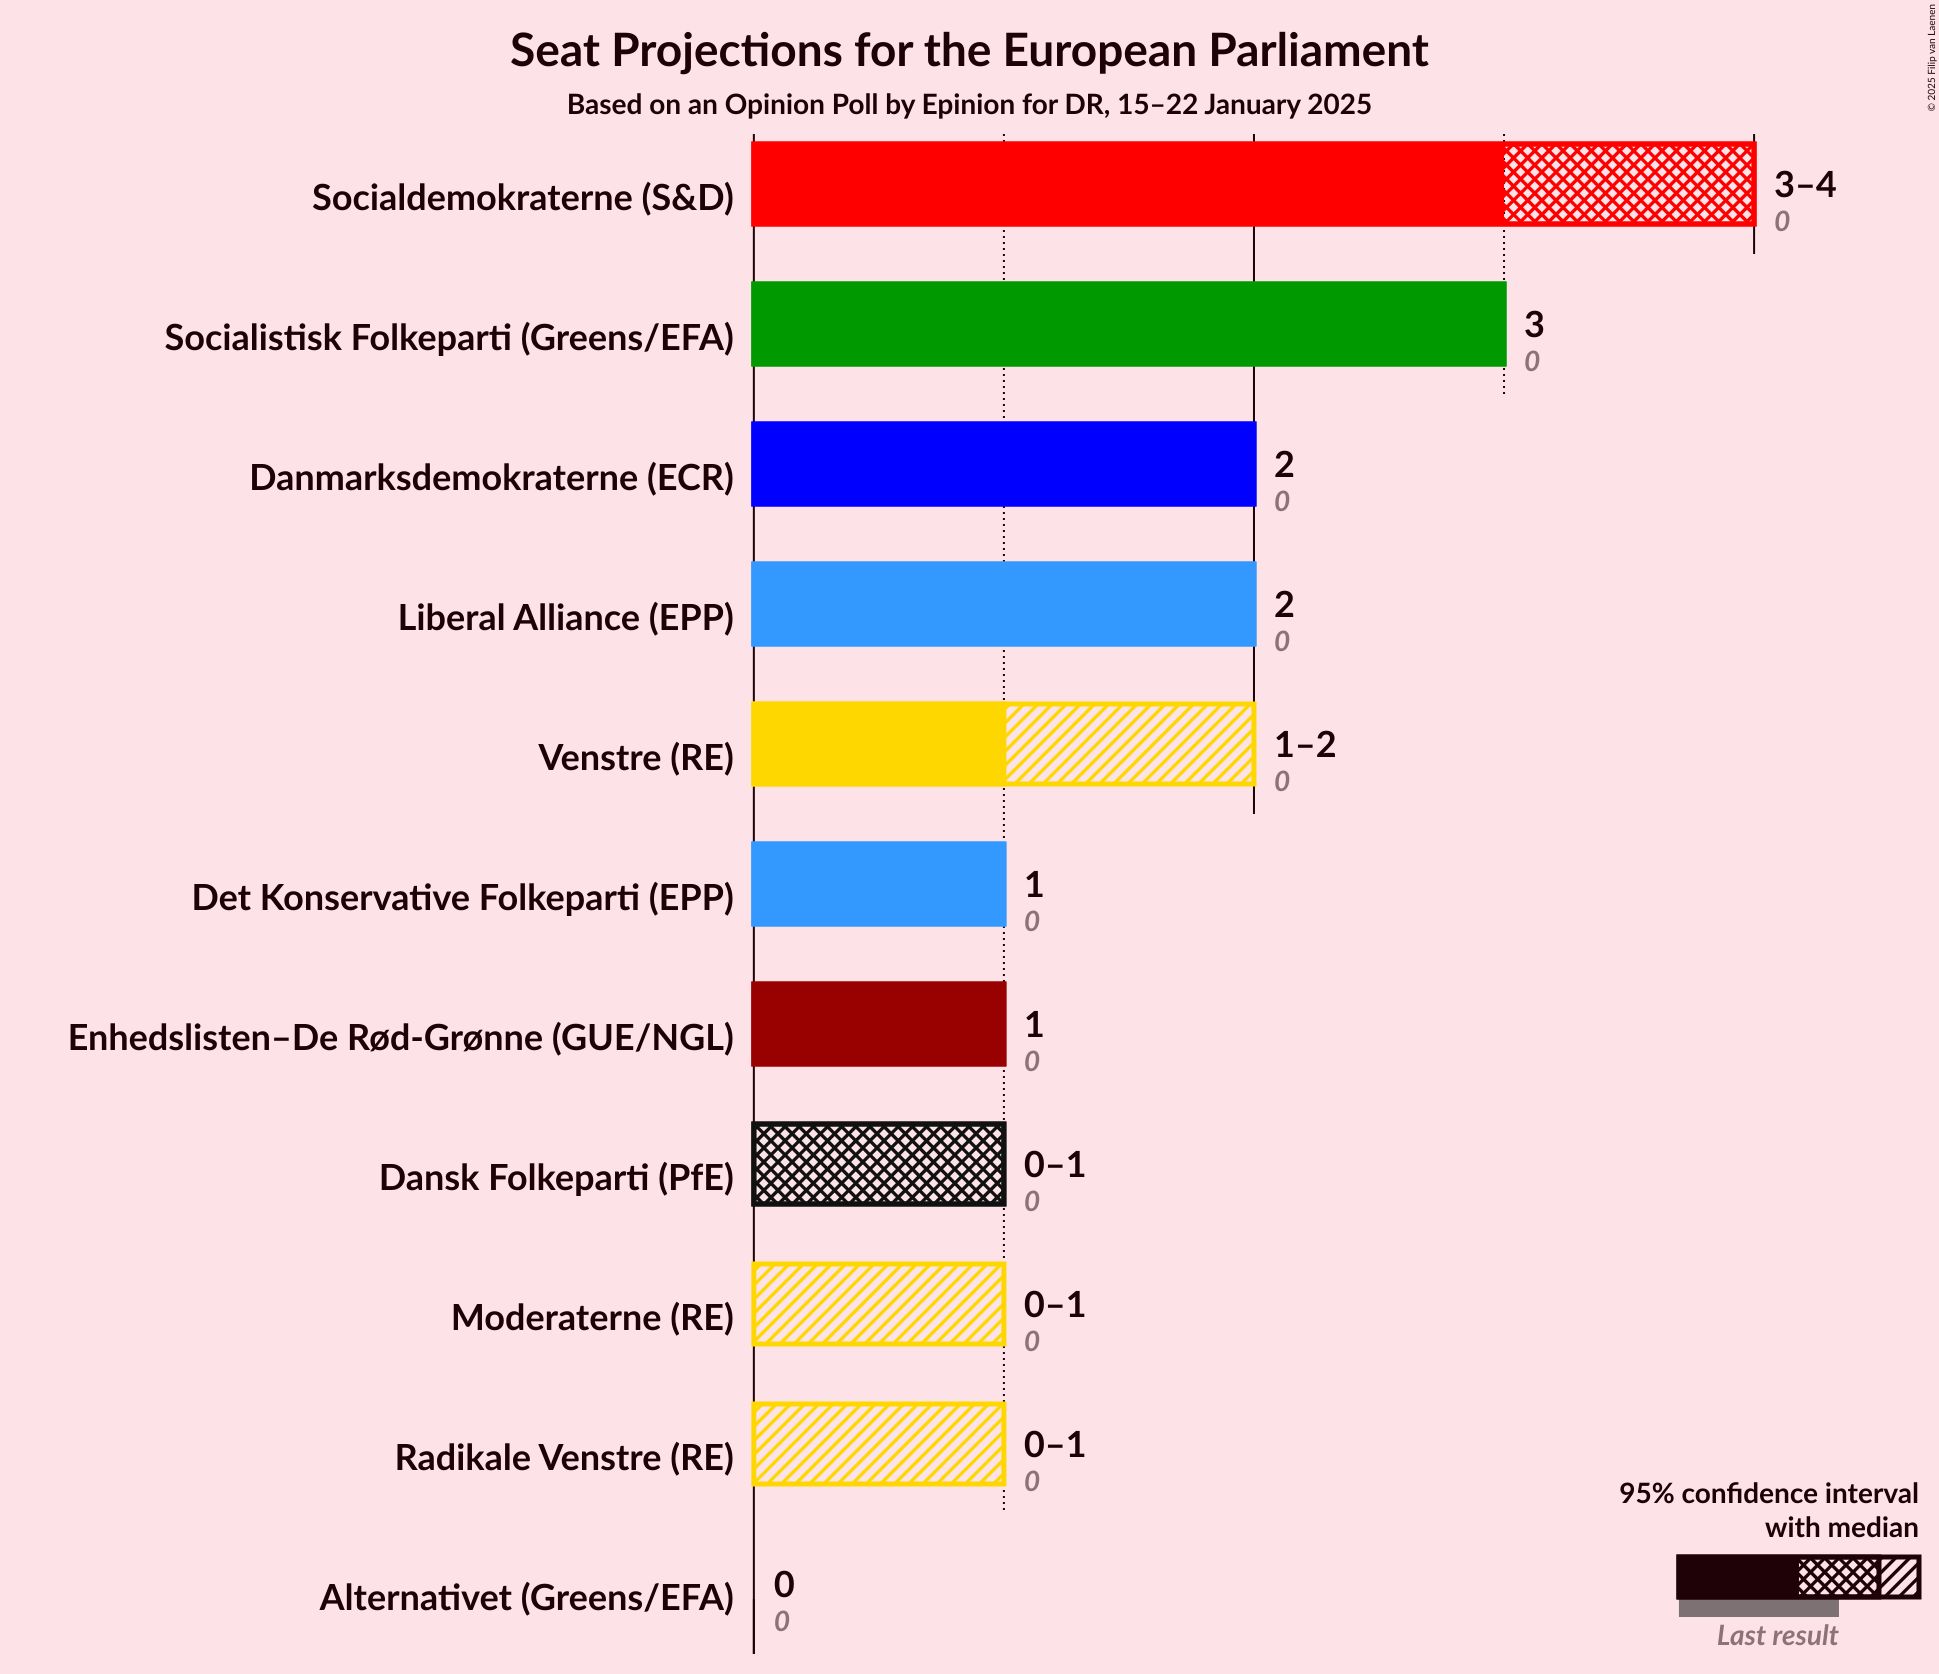 Seat Projections for the European Parliament
Based on an Opinion Poll by Epinion for DR, 15–22 January 2025
© 2025 Filip van Laenen
Socialdemokraterne (S&D)
3–4
0
Socialistisk Folkeparti (Greens/EFA)
3
0
Danmarksdemokraterne (ECR)
2
0
Liberal Alliance (EPP)
2
0
Venstre (RE)
1–2
0
Det Konservative Folkeparti (EPP)
1
0
Enhedslisten–De Rød-Grønne (GUE/NGL)
1
0
Dansk Folkeparti (PfE)
0–1
0
Moderaterne (RE)
0–1
0
Radikale Venstre (RE)
0–1
0
Alternativet (Greens/EFA)
0
0
95% confidence interval
with median
Last result